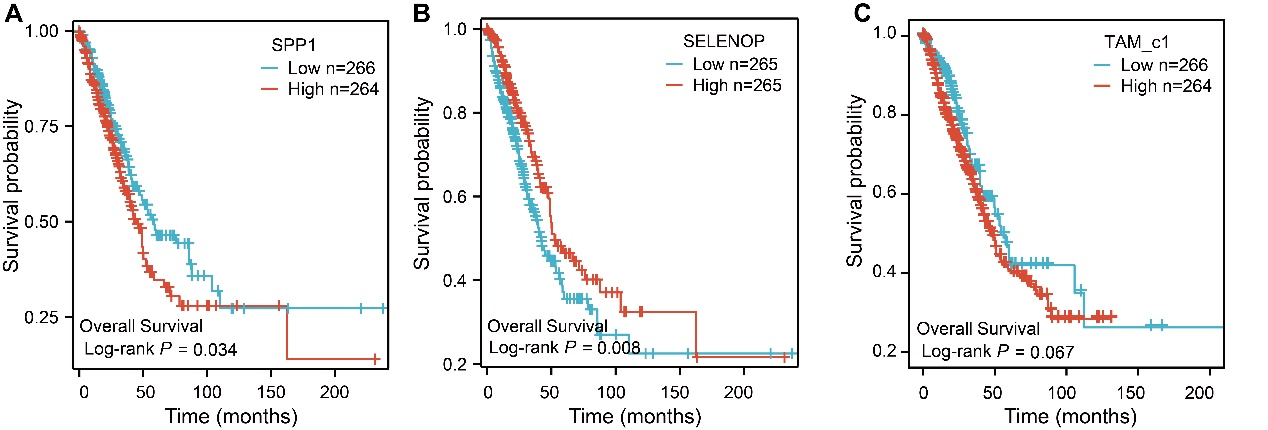 A
SPP1
Low n=266
High n=264
Survival probability
1.00
0.75
0.50
0.25
Overall Survival
Log-rank P = 0.034
0 50 100 150 200
Time (months)
B
SELENOP
Low n=265
High n=265
Survival probability
1.0
0.8
0.6
0.4
0.2
Overall Survival
Log-rank P = 0.008
0 50 100 150 200
Time (months)
C
TAM_c1
Low n=266
High n=264
Survival probability
1.0
0.8
0.6
0.4
0.2
Overall Survival
Log-rank P = 0.067
0 50 100 150 200
Time (months)